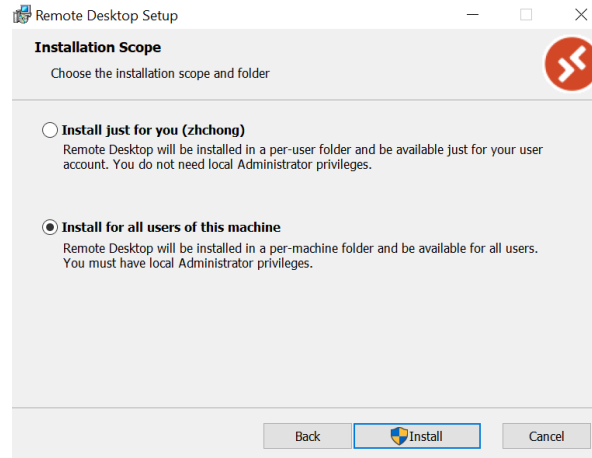 Remote Desktop Setup
Installation Scope
Choose the installation scope and folder
Install just for you (zhchong)
Remote Desktop will be installed in a per-user folder and be available just for your user
account. You do not need local Administrator privileges.
Install for all users of this machine
Remote Desktop will be installed in a per-machine folder and be available for all users.
You must have local Administrator privileges.
Back
Install
Cancel